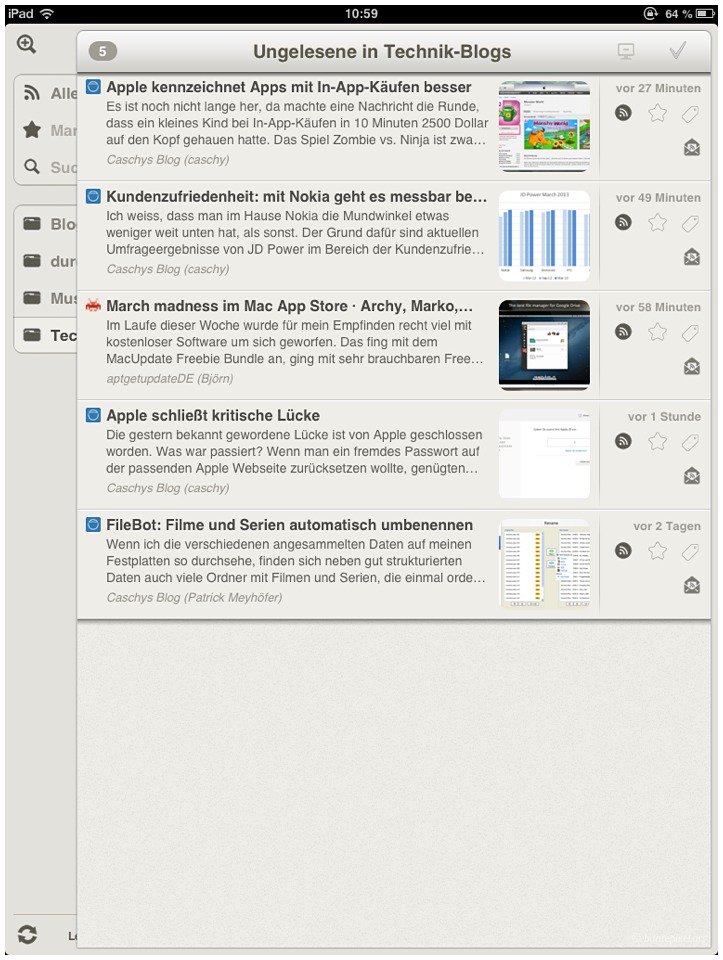 iPad 10:59 64 %
5 Ungelesene in Technik-Blogs
Alle
Mar
Suc
Blo
dur
Mus
Tec
Apple kennzeichnet Apps mit In-App-Käufen besser
vor 27 Minuten
Es ist noch nicht lange her, da machte eine Nachricht die Runde,
dass ein kleines Kind bei In-App-Käufen in 10 Minuten 2500 Dollar
auf den Kopf gehauen hatte. Das Spiel Zombie vs. Ninja ist zwa...
Caschys Blog (caschy)
Kundenzufriedenheit: mit Nokia geht es messbar be...
vor 49 Minuten
JD Power March 2013
Ich weiss, dass man im Hause Nokia die Mundwinkel etwas
weniger weit unten hat, als sonst. Der Grund dafür sind aktuellen
Umfrageergebnisse von JD Power im Bereich der Kundenzufrie...
Caschys Blog (caschy)
March madness im Mac App Store · Archy, Marko,...
vor 58 Minuten
The best file manager for Google Drive
Im Laufe dieser Woche wurde für mein Empfinden recht viel mit
kostenloser Software um sich geworfen. Das fing mit dem
MacUpdate Freebie Bundle an, ging mit sehr brauchbaren Free...
aptgetupdateDE (Björn)
Apple schließt kritische Lücke
vor 1 Stunde
Die gestern bekannt gewordene Lücke ist von Apple geschlossen
worden. Was war passiert? Wenn man ein fremdes Passwort auf
der passenden Apple Webseite zurücksetzen wollte, genügten...
Caschys Blog (caschy)
FileBot: Filme und Serien automatisch umbenennen
vor 2 Tagen
Wenn ich die verschiedenen angesammelten Daten auf meinen
Festplatten so durchsehe, finden sich neben gut strukturierten
Daten auch viele Ordner mit Filmen und Serien, die einmal orde...
Caschys Blog (Patrick Meyhöfer)